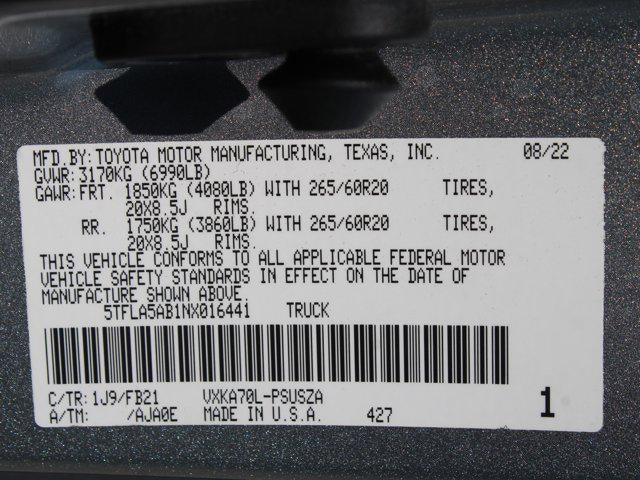 MFD.BY:TOYOTA MOTOR MANUFACTURING, TEXAS, INC. 08/22
GVWR:3170KG (6990LB)
GAWR:FRT. 1850KG (4080LB) WITH 265/60R20 TIRES,
20X8.5J RIMS.
RR. 1750KG (3860LB) WITH 265/60R20 TIRES,
20X8.5J RIMS.
THIS VEHICLE CONFORMS TO ALL APPLICABLE FEDERAL MOTOR
VEHICLE SAFETY STANDARDS IN EFFECT ON THE DATE OF
MANUFACTURE SHOWN ABOVE.
5TFLA5AB1NX016441 TRUCK
C/TR:1J9/FB21 VXKA70L-PSUSZA
A/TM: /AJA0E MADE IN U.S.A. 427 1